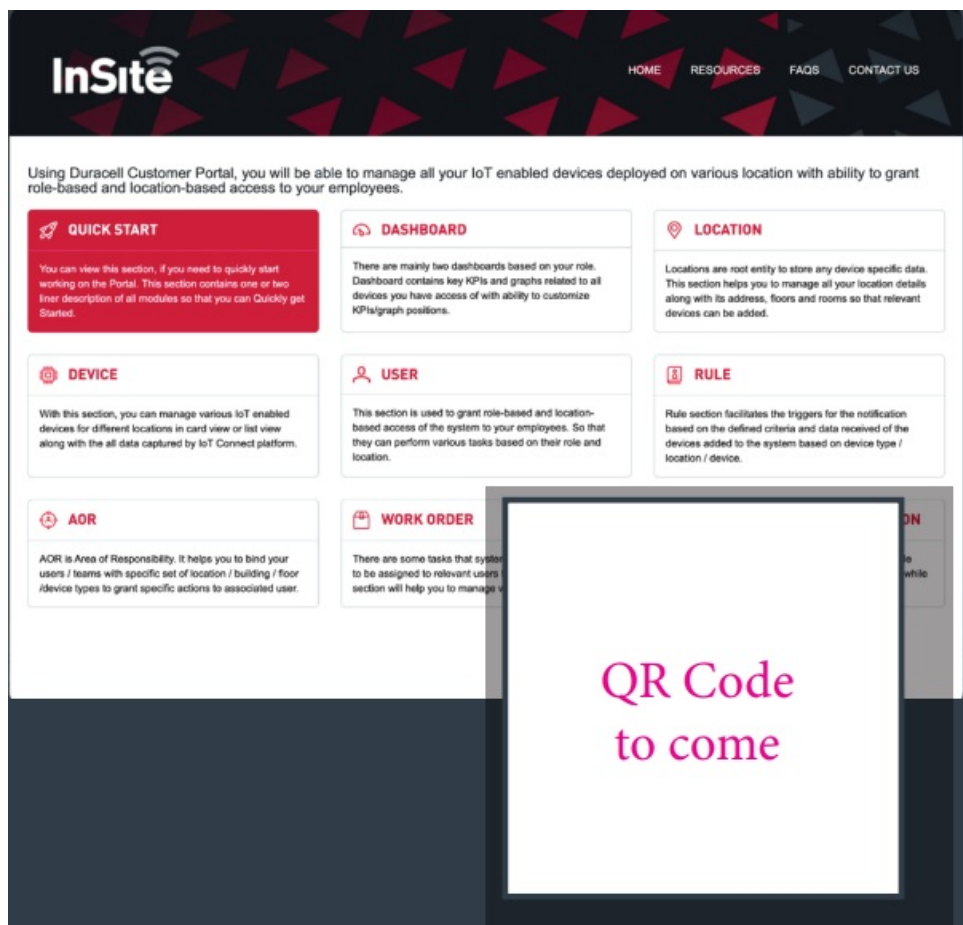 InSite
HOME RESOURCES FAQS CONTACT US
Using Duracell Customer Portal, you will be able to manage all your IoT enabled devices deployed on various location with ability to grant
role-based and location-based access to your employees.
QUICK START
You can view this section, if you need to quickly start
working on the Portal. This section contains one or two
liner description of all modules so that you can Quickly get
Started.
DASHBOARD
There are mainly two dashboards based on your role.
Dashboard contains key KPIs and graphs related to all
devices you have access of with ability to customize
KPIs/graph positions.
LOCATION
Locations are root entity to store any device specific data.
This section helps you to manage all your location details
along with its address, floors and rooms so that relevant
devices can be added.
DEVICE
With this section, you can manage various IoT enabled
devices for different locations in card view or list view
along with the all data captured by IoT Connect platform.
USER
This section is used to grant role-based and location-
based access of the system to your employees. So that
they can perform various tasks based on their role and
location.
RULE
Rule section facilitates the triggers for the notification
based on the defined criteria and data received of the
devices added to the system based on device type /
location / device.
AOR
AOR is Area of Responsibility. It helps you to bind your
users / teams with specific set of location / building / floor
/device types to grant specific actions to associated user.
WORK ORDER
There are some tasks that system
to be assigned to relevant users
section will help you to manage
ON
while
QR Code
to come